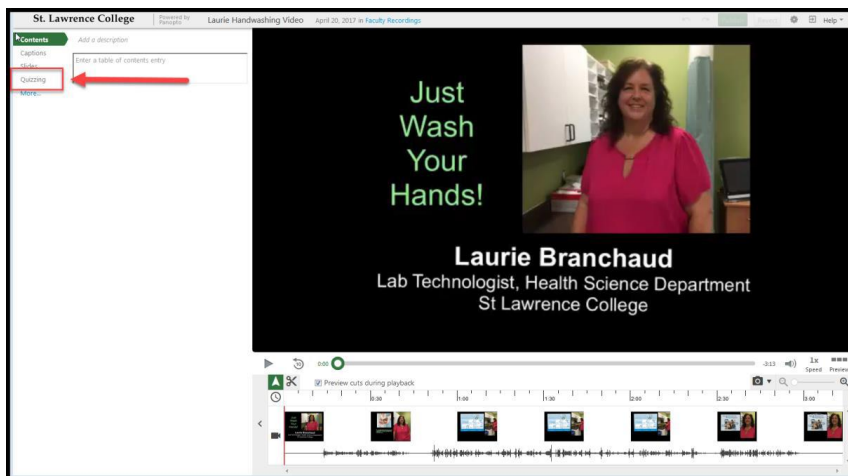 St. Lawrence College
Powered by
Panopto
Laurie Handwashing Video April 20, 2017 in Faculty Recordings
Help
Contents
Captions
Slides
Quizzing
More...
Add a description
Enter a table of contents entry
Just
Wash
Your
Hands!
Laurie Branchaud
Lab Technologist, Health Science Department
St Lawrence College
10
0:00
-3:13
1x
Speed
Preview
Preview cuts during playback
0:30
1:00
1:30
2:00
2:30
3:00